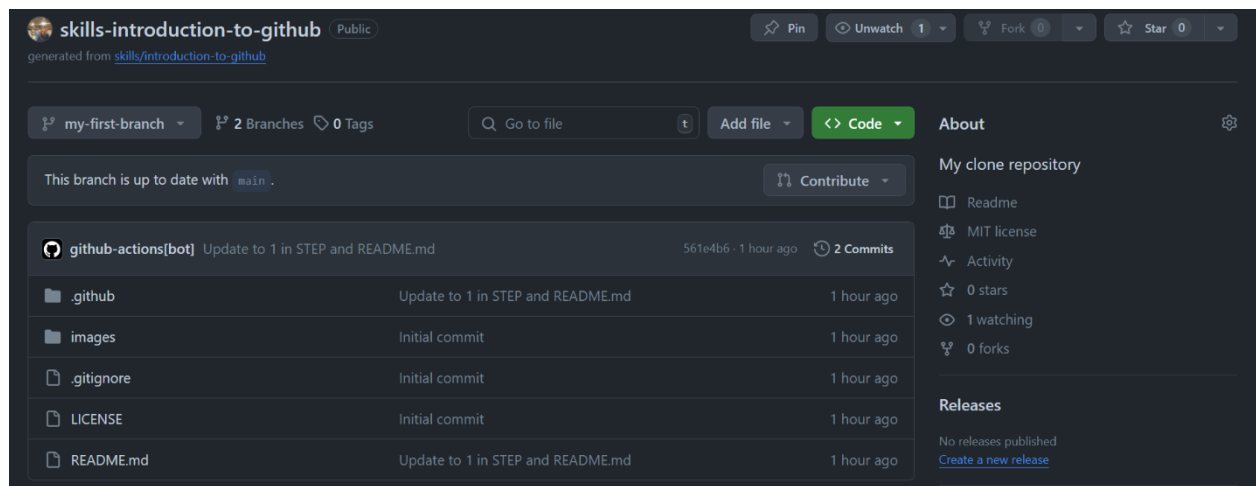 skills-introduction-to-github Public
Pin Unwatch 1 Fork 0 Star 0
generated from skills/introduction-to-github
my-first-branch 2 Branches 0 Tags Go to file t Add file <> Code
This branch is up to date with main.
Contribute
github-actions[bot] Update to 1 in STEP and README.md 561e4b6 · 1 hour ago 2 Commits
.github Update to 1 in STEP and README.md 1 hour ago
images Initial commit 1 hour ago
.gitignore Initial commit 1 hour ago
LICENSE Initial commit 1 hour ago
README.md Update to 1 in STEP and README.md 1 hour ago
About
My clone repository
Readme
MIT license
Activity
0 stars
1 watching
0 forks
Releases
No releases published
Create a new release